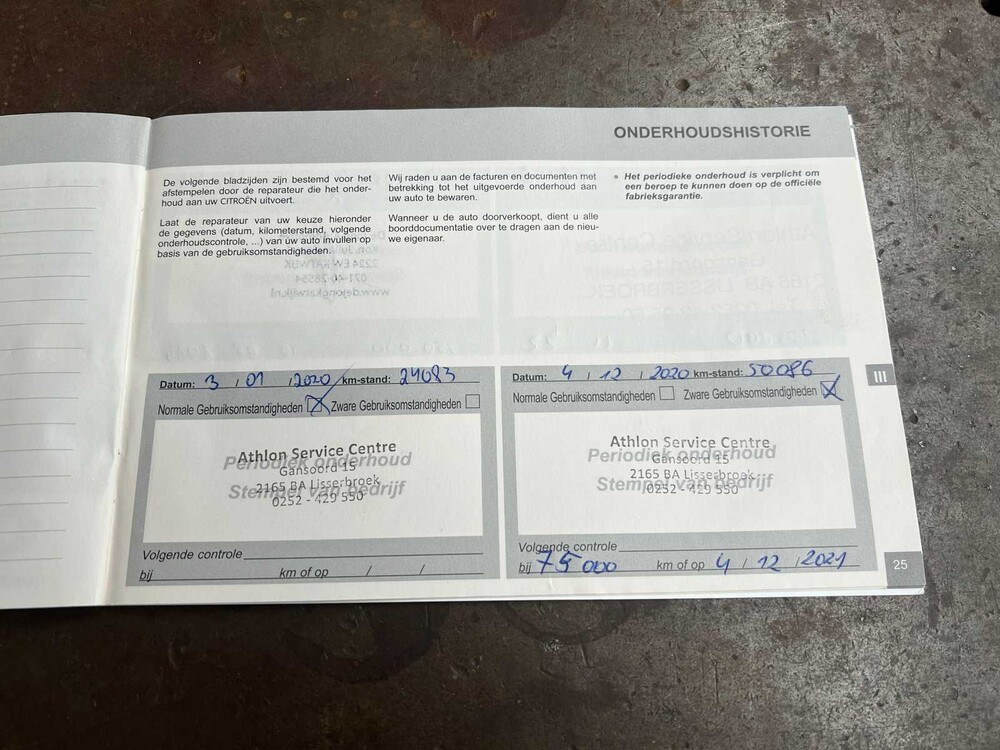 ONDERHOUDSHISTORIE
De volgende bladzijden zijn bestemd voor het
afstempelen door de reparateur die het onder-
houd aan uw CITROËN uitvoert.
Laat de reparateur van uw keuze hieronder
de gegevens (datum, kilometerstand, volgende
onderhoudscontrole, ...) van uw auto invullen op
basis van de gebruiksomstandigheden.
Wij raden u aan de facturen en documenten met
betrekking tot het uitgevoerde onderhoud aan
uw auto te bewaren.
Wanneer u de auto doorverkoopt, dient u alle
boorddocumentatie over te dragen aan de nieu-
we eigenaar.
• Het periodieke onderhoud is verplicht om
een beroep te kunnen doen op de officiële
fabrieksgarantie.
Datum: 3 / 01 / 2020 km-stand: 24083
Normale Gebruiksomstandigheden Zware Gebruiksomstandigheden
Periodiek onderhoud
Stempel van bedrijf
Athlon Service Centre
Gansoord 15
2165 BA Lisserbroek
0252 - 429 550
Volgende controle
bij km of op / /
Datum: 4 / 12 / 2020 km-stand: 50086
Normale Gebruiksomstandigheden Zware Gebruiksomstandigheden
Periodiek onderhoud
Stempel van bedrijf
Athlon Service Centre
Gansoord 15
2165 BA Lisserbroek
0252 - 429 550
Volgende controle
bij 75 000 km of op 4 / 12 / 2021
III
25